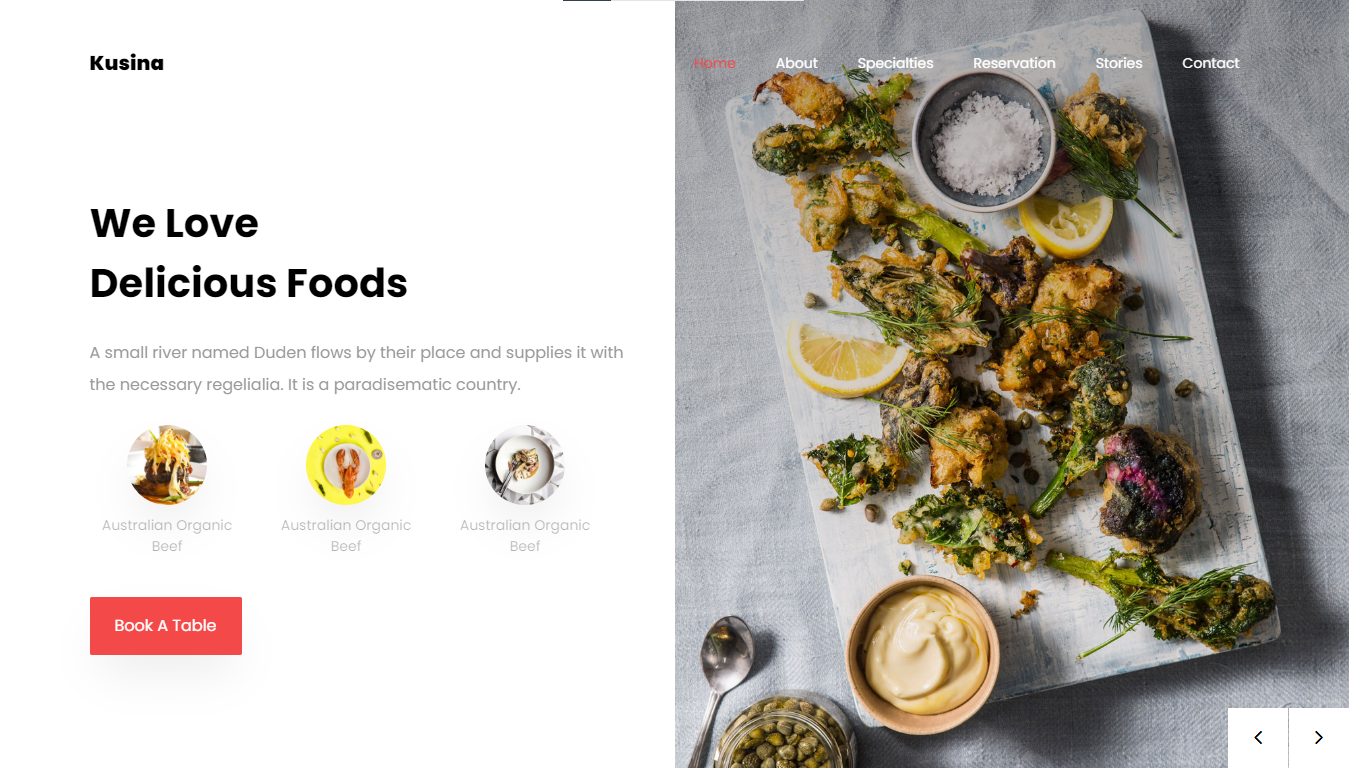 Kusina
Home About Specialties Reservation Stories Contact
We Love
Delicious Foods
A small river named Duden flows by their place and supplies it with
the necessary regelialia. It is a paradisematic country.
Australian Organic
Beef
Australian Organic
Beef
Australian Organic
Beef
Book A Table